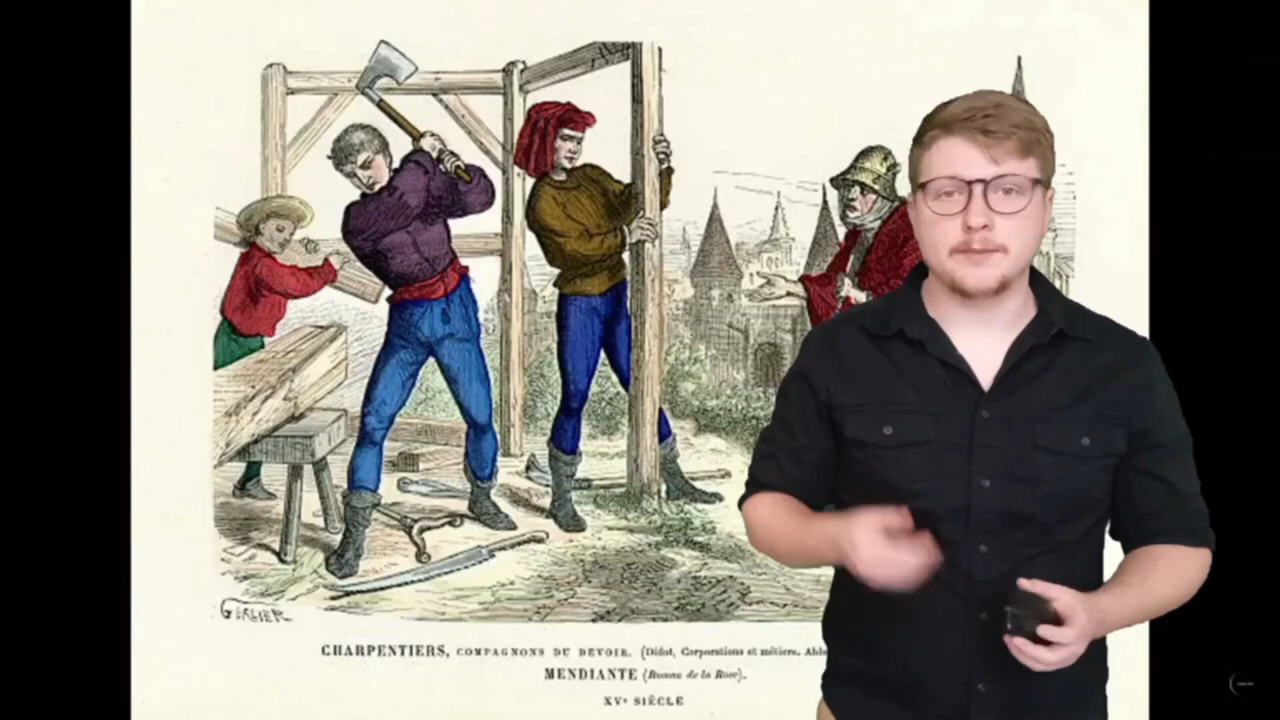 GERLIER
CHARPENTIERS, COMPAGNONS DU DEVOIR. (Didot, Corporations et métiers.
MENDIANTE (Roman de la Rose).
XVe SIÈCLE